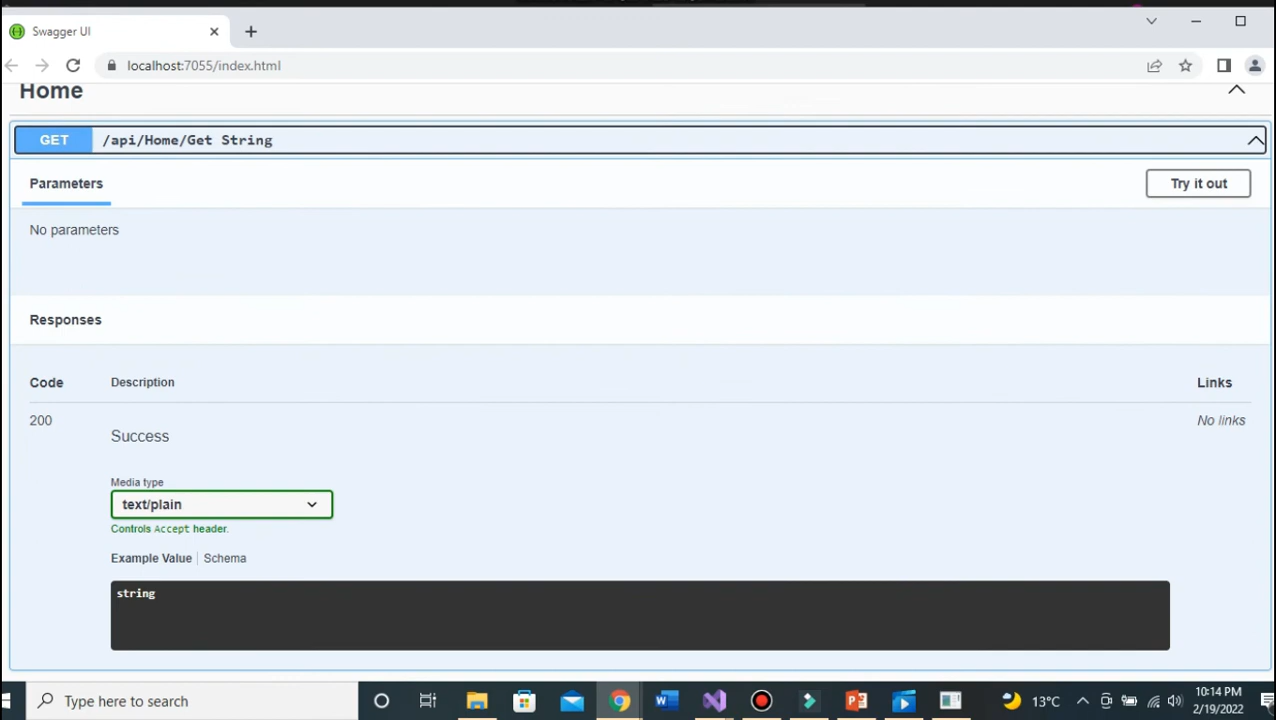 Swagger UI
localhost:7055/index.html
Home
GET /api/Home/Get String
Parameters
Try it out
No parameters
Responses
Code Description Links
200 Success No links
Media type
text/plain
Controls Accept header.
Example Value Schema
string
Type here to search
13°C
10:14 PM
2/19/2022